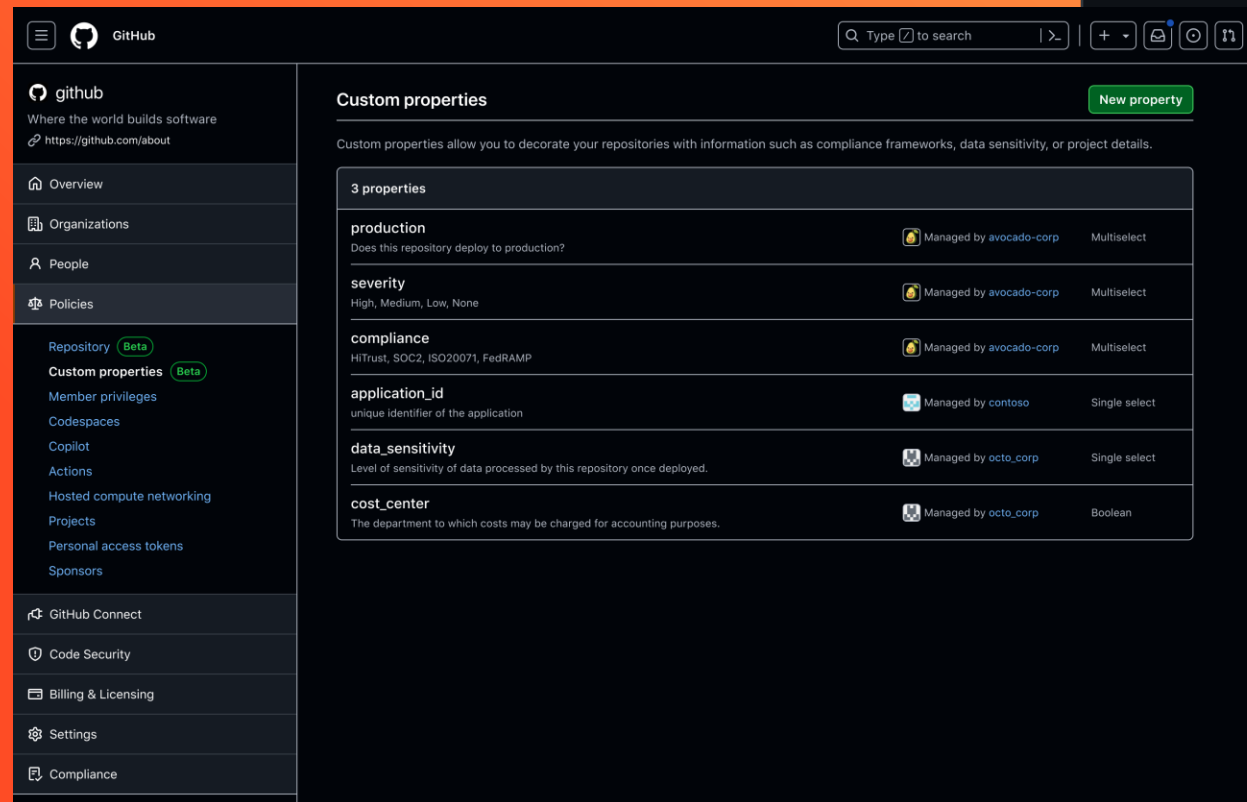 GitHub
Type / to search
github
Where the world builds software
https://github.com/about
Overview
Organizations
People
Policies
Repository Beta
Custom properties Beta
Member privileges
Codespaces
Copilot
Actions
Hosted compute networking
Projects
Personal access tokens
Sponsors
GitHub Connect
Code Security
Billing & Licensing
Settings
Compliance
Custom properties
New property
Custom properties allow you to decorate your repositories with information such as compliance frameworks, data sensitivity, or project details.
3 properties
production
Does this repository deploy to production?
Managed by avocado-corp
Multiselect
severity
High, Medium, Low, None
Managed by avocado-corp
Multiselect
compliance
HiTrust, SOC2, ISO20071, FedRAMP
Managed by avocado-corp
Multiselect
application_id
unique identifier of the application
Managed by contoso
Single select
data_sensitivity
Level of sensitivity of data processed by this repository once deployed.
Managed by octo_corp
Single select
cost_center
The department to which costs may be charged for accounting purposes.
Managed by octo_corp
Boolean